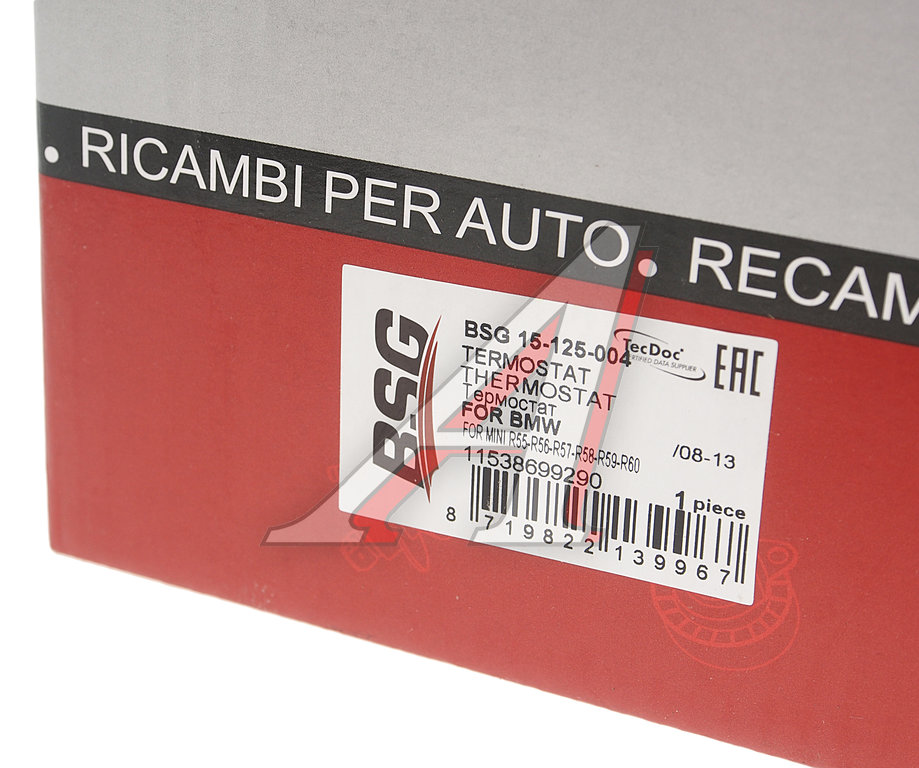 . RICAMBI PER AUTO. RECAM
BSG
BSG 15-125-004
TecDoc
CERTIFIED DATA SUPPLIER
EAC
TERMOSTAT
THERMOSTAT
Термостат
FOR BMW
FOR MINI R55-R56-R57-R58-R59-R60
/08-13
11538699290
1 piece
8 719822 139967